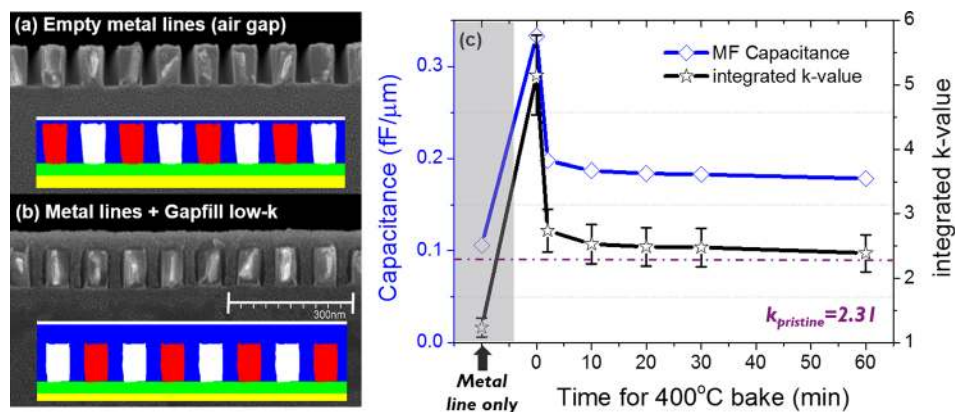 (a) Empty metal lines (air gap)
(b) Metal lines + Gapfill low-k
300nm
(c)
MF Capacitance
integrated k-value
Capacitance (fF/μm)
0.3
0.2
0.1
0.0
6
5
4
3
2
1
integrated k-value
k pristine=2.31
0 10 20 30 40 50 60
Metal
line only
Time for 400°C bake (min)